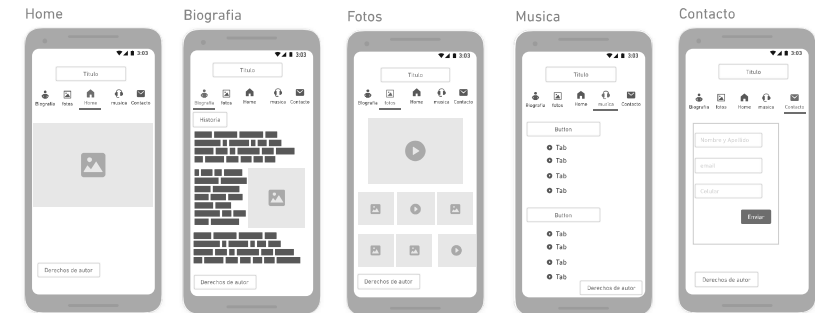 Home
3:03
Titulo
Biografia fotos Home musica Contacto
Derechos de autor
Biografia
3:03
Titulo
Biografia fotos Home musica Contacto
Historia
Derechos de autor
Fotos
3:03
Titulo
Biografia fotos Home musica Contacto
Derechos de autor
Musica
3:03
Titulo
Biografia fotos Home musica Contacto
Button
Tab
Tab
Tab
Tab
Button
Tab
Tab
Tab
Tab
Derechos de autor
Contacto
3:03
Titulo
Biografia fotos Home musica Contacto
Nombre y Apellido
email
Celular
Enviar
Derechos de autor